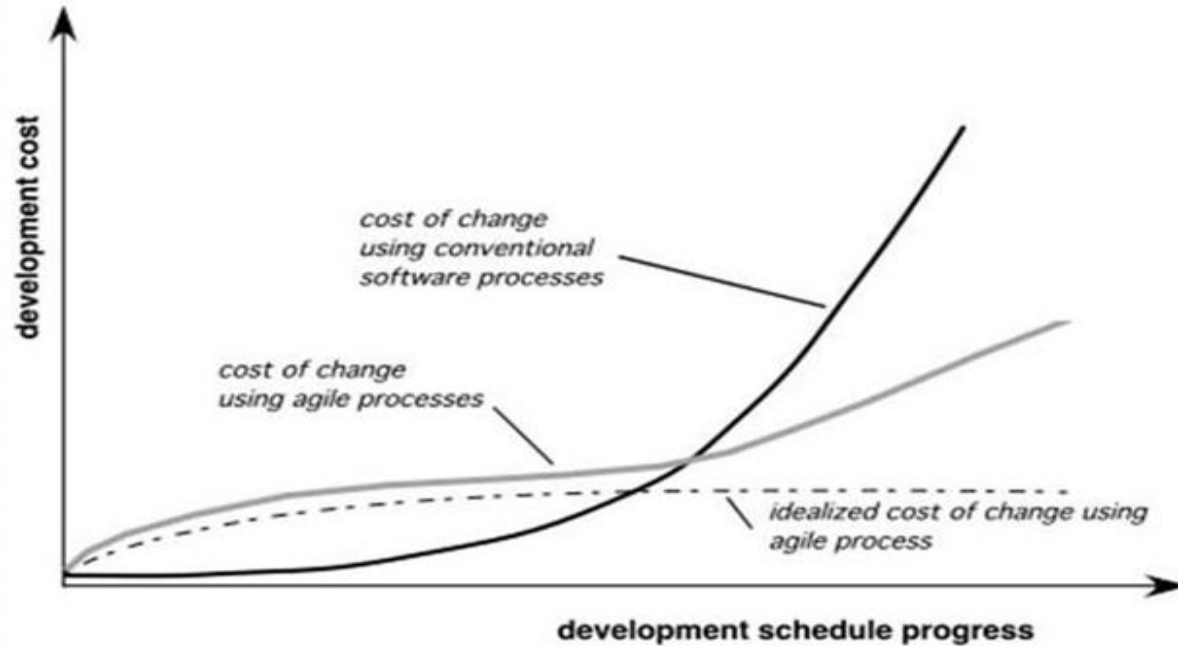 development cost
cost of change
using conventional
software processes
cost of change
using agile processes
idealized cost of change using
agile process
development schedule progress